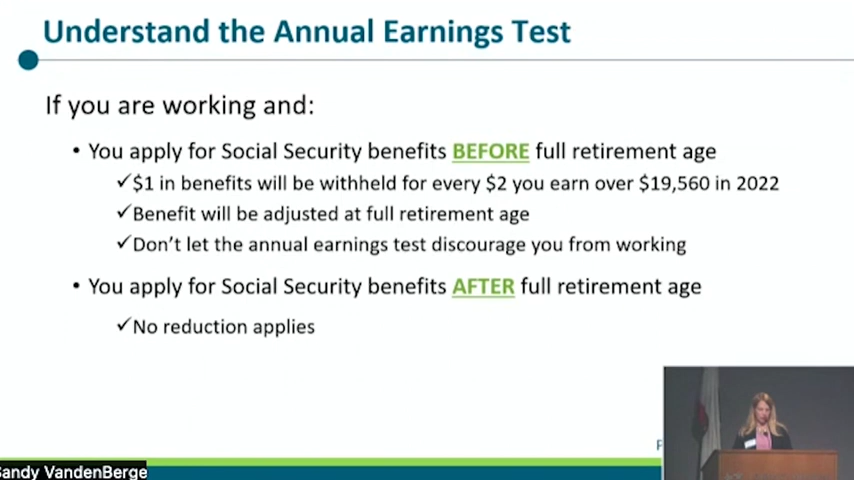 Understand the Annual Earnings Test
If you are working and:
• You apply for Social Security benefits BEFORE full retirement age
✓$1 in benefits will be withheld for every $2 you earn over $19,560 in 2022
✓Benefit will be adjusted at full retirement age
✓Don’t let the annual earnings test discourage you from working
• You apply for Social Security benefits AFTER full retirement age
✓No reduction applies
Sandy VandenBerge